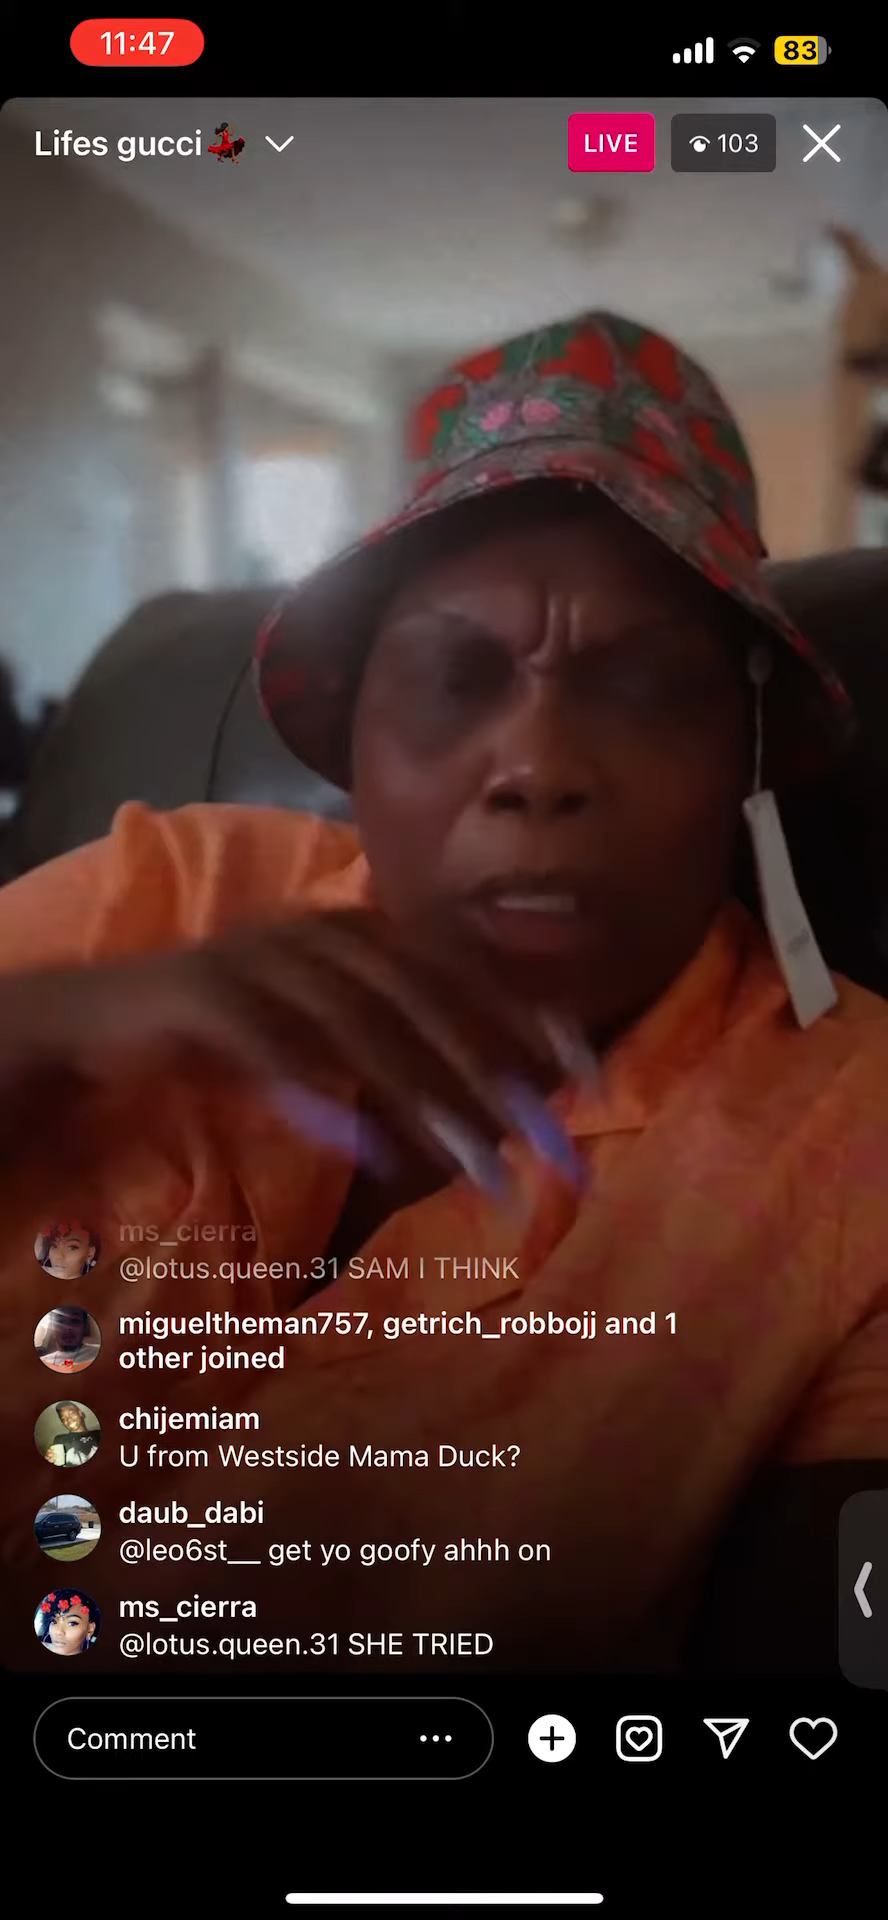 11:47
83
Lifes gucci💃🏿
LIVE
103
ms_cierra
@lotus.queen.31 SAM I THINK
migueltheman757, getrich_robbojj and 1
other joined
chijemiam
U from Westside Mama Duck?
daub_dabi
@leo6st__ get yo goofy ahhh on
ms_cierra
@lotus.queen.31 SHE TRIED
Comment